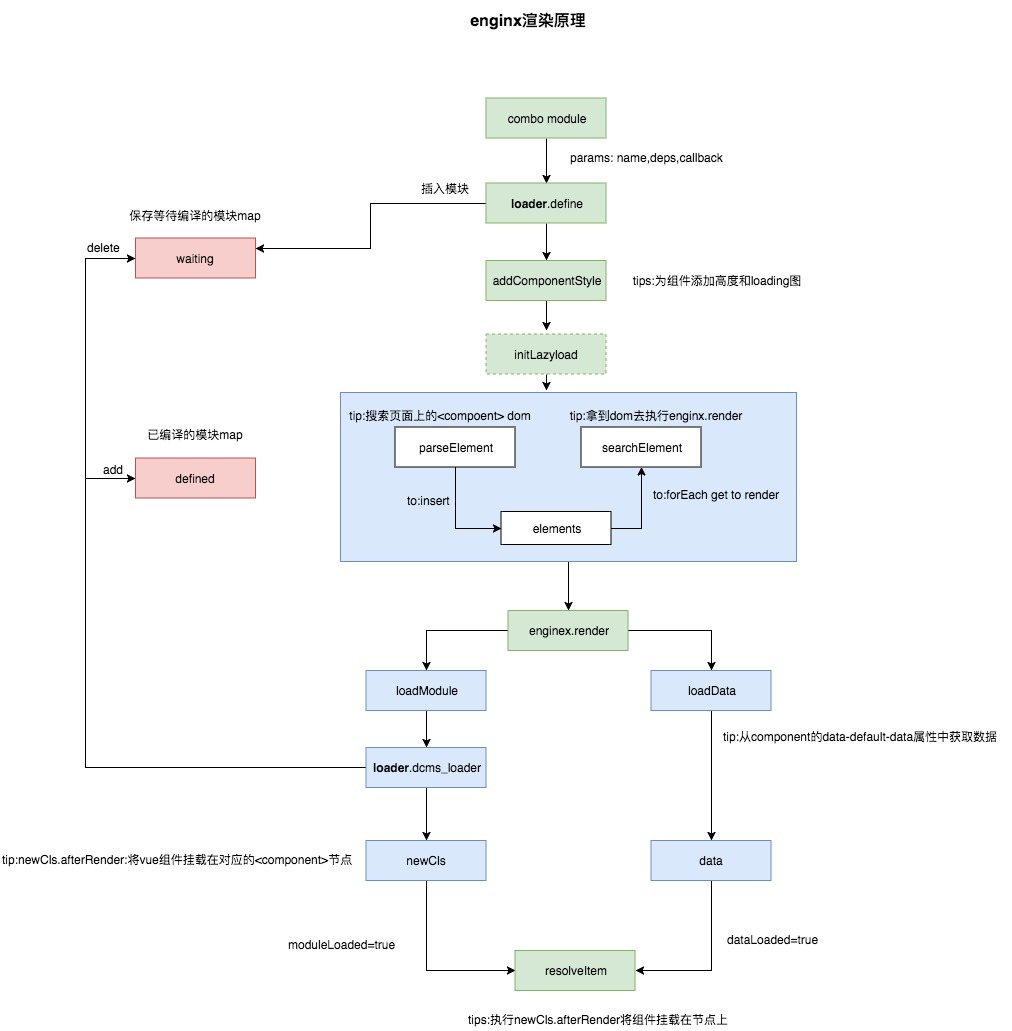 enginx渲染原理
combo module
params: name,deps,callback
插入模块
loader.define
保存等待编译的模块map
delete
waiting
addComponentStyle
tips:为组件添加高度和loading图
initLazyload
tip:搜索页面上的<compoent> dom
tip:拿到dom去执行enginx.render
parseElement
searchElement
已编译的模块map
add
defined
to:insert
to:forEach get to render
elements
enginex.render
loadModule
loadData
tip:从component的data-default-data属性中获取数据
loader.dcms_loader
tip:newCls.afterRender:将vue组件挂载在对应的<component>节点
newCls
data
moduleLoaded=true
dataLoaded=true
resolveItem
tips:执行newCls.afterRender将组件挂载在节点上